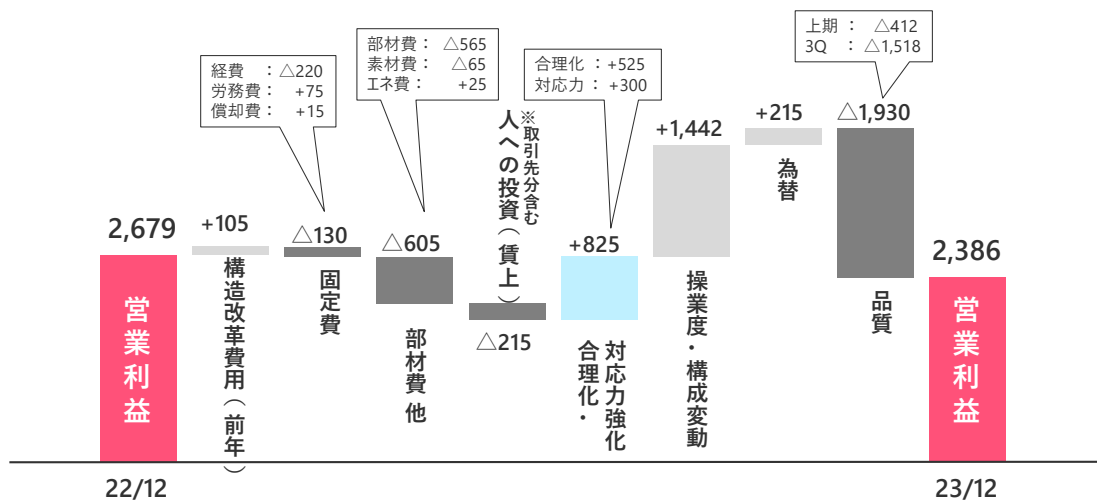 2,679
営業利益
22/12
+105
構造改革費用（前年）
経費　：△220
労務費：　+75
償却費：　+15
△130
固定費
部材費：　△565
素材費：　　△65
エネ費：　　+25
△605
部材費 他
※取引先分含む
人への投資（賃上）
△215
合理化：+525
対応力：+300
+825
対応力強化
合理化・
+1,442
操業度・構成変動
+215
為替
上期：　△412
3Q　：△1,518
△1,930
品質
2,386
営業利益
23/12